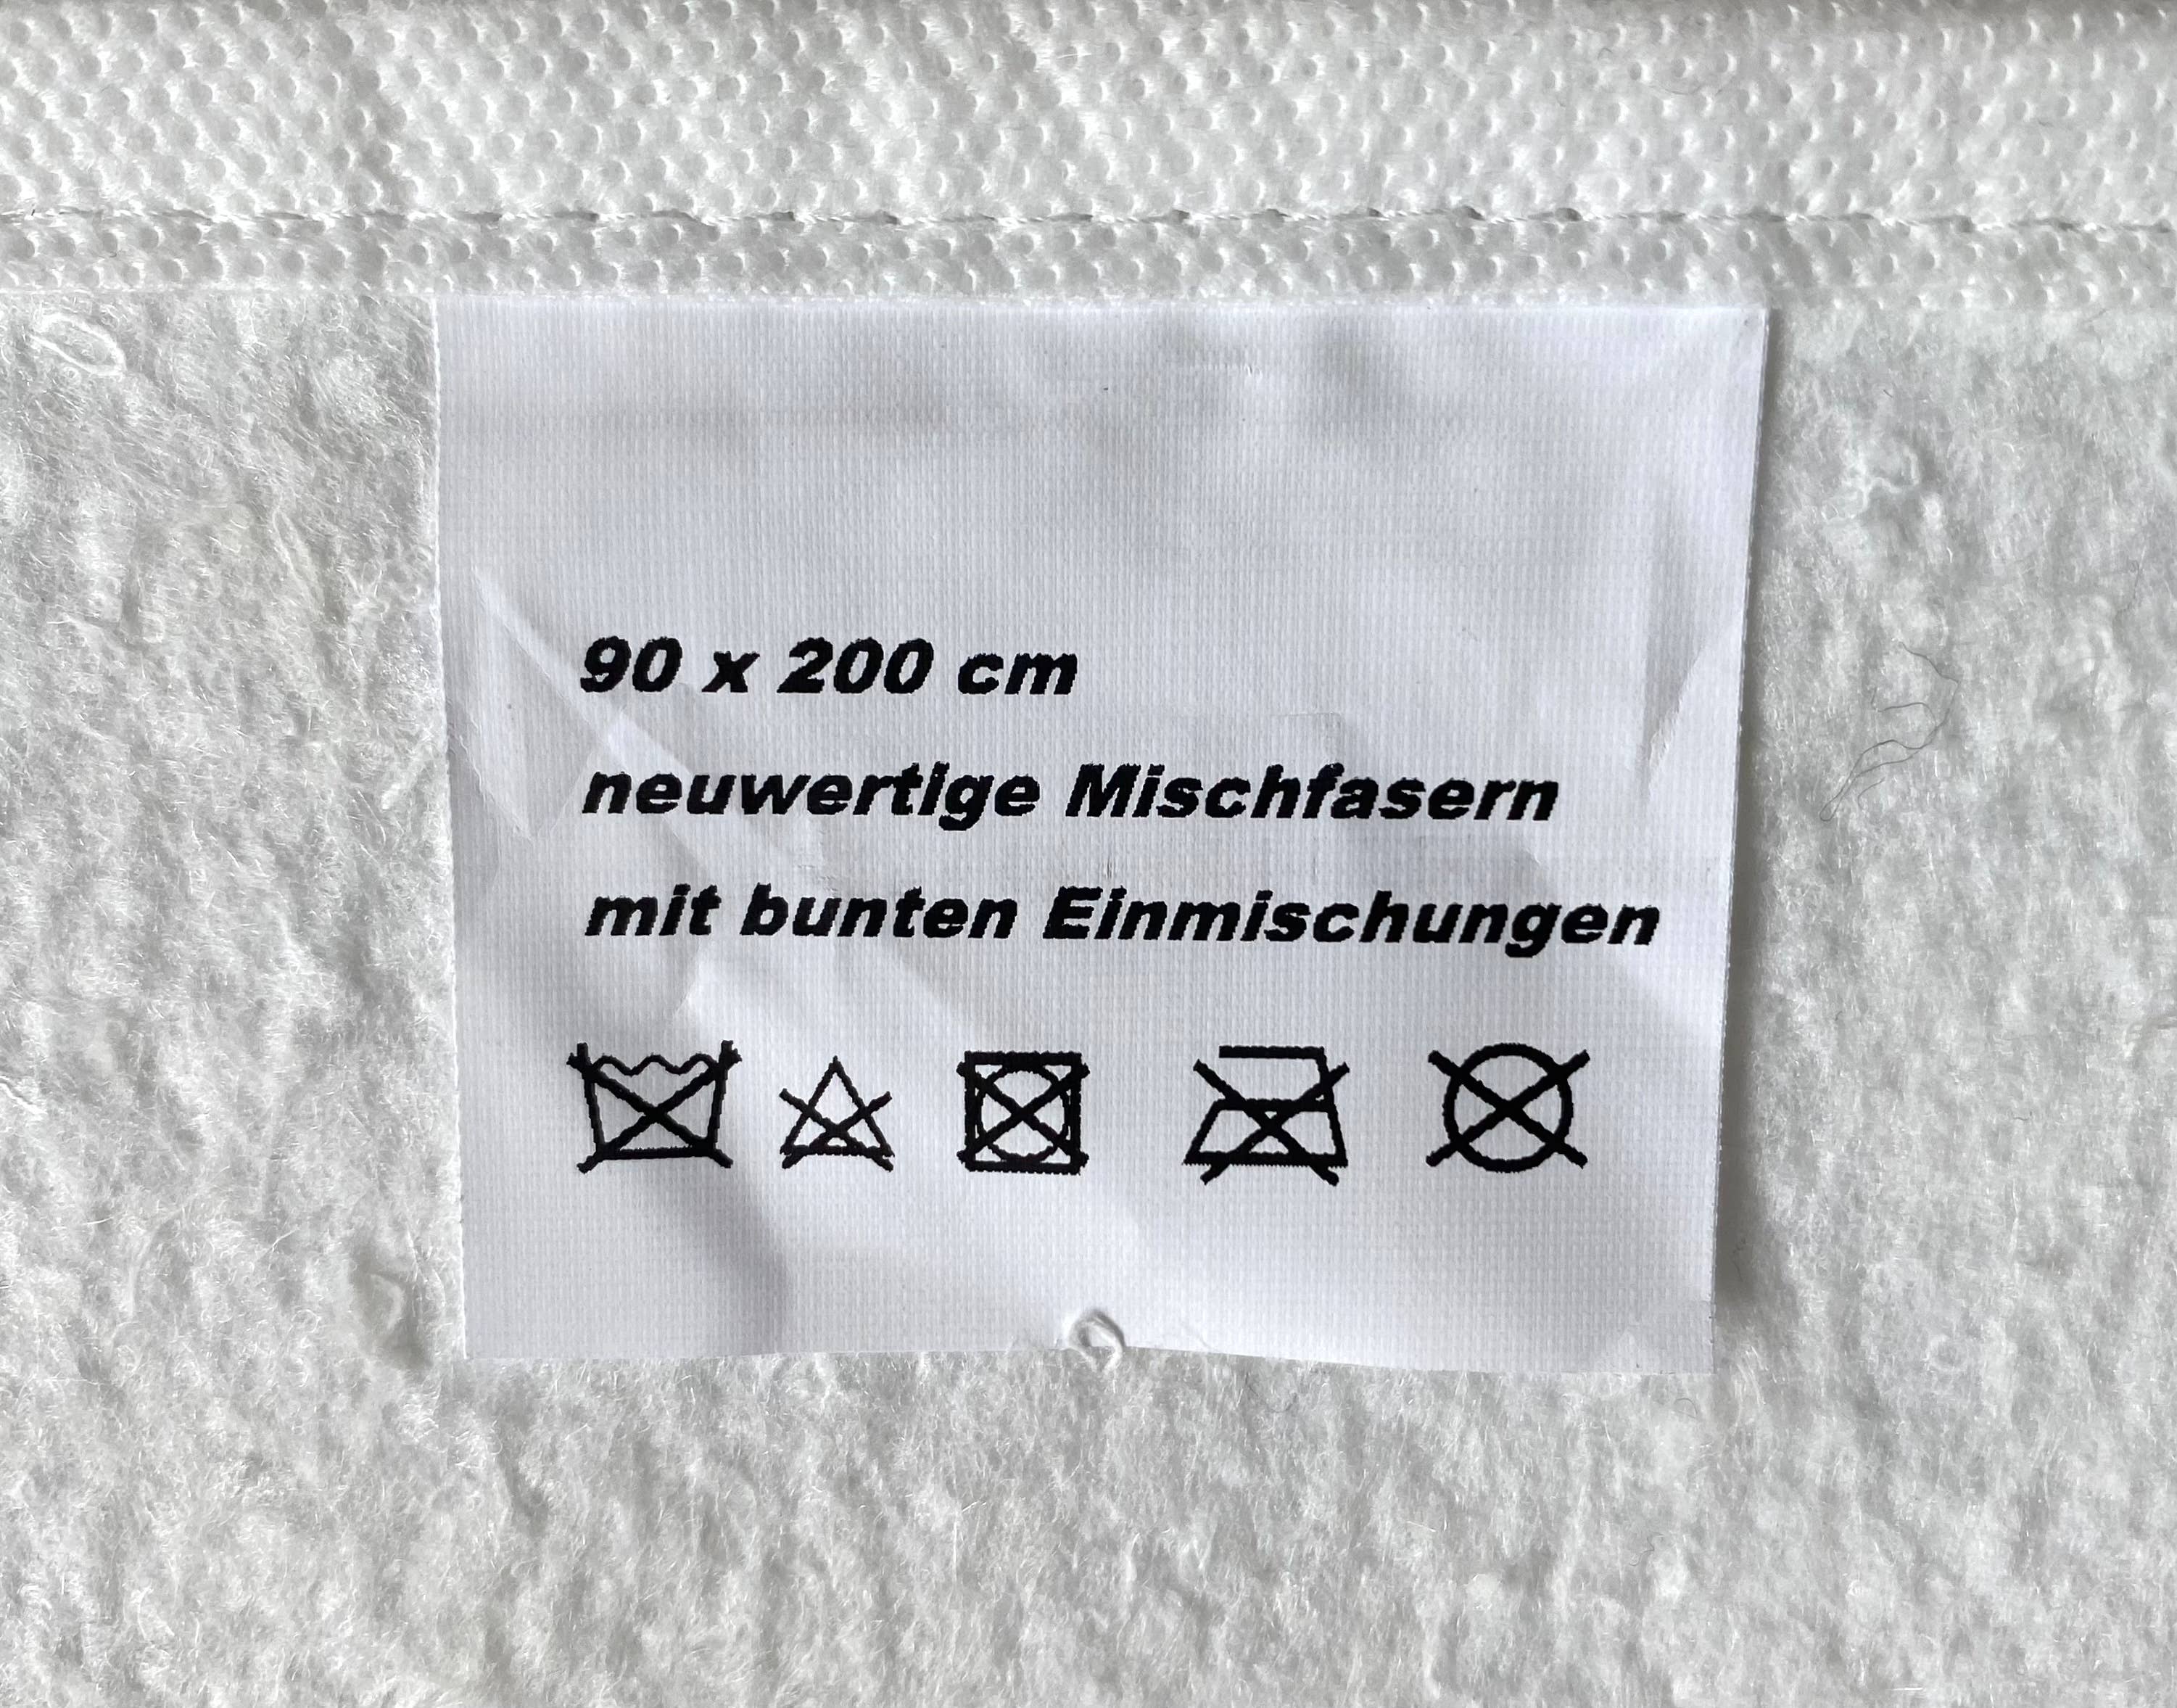 90 x 200 cm
neuwertige Mischfasern
mit bunten Einmischungen